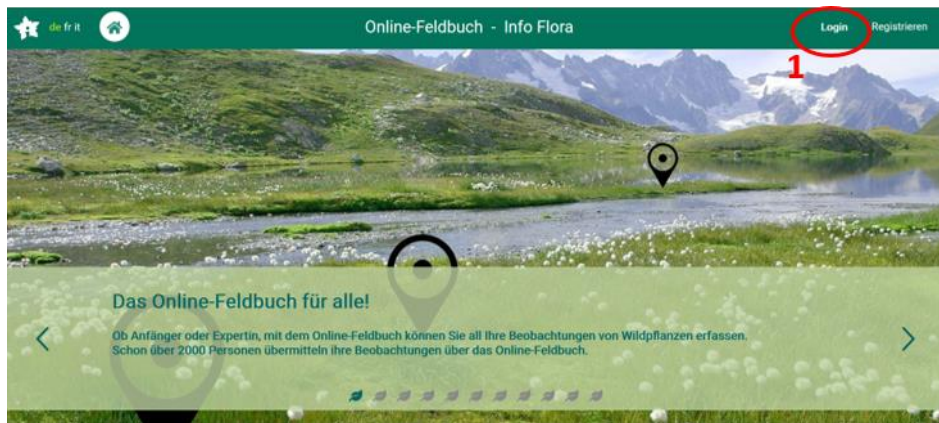 de fr it
Online-Feldbuch - Info Flora
Login
Registrieren
1
Das Online-Feldbuch für alle!
Ob Anfänger oder Expertin, mit dem Online-Feldbuch können Sie all Ihre Beobachtungen von Wildpflanzen erfassen.
Schon über 2000 Personen übermitteln ihre Beobachtungen über das Online-Feldbuch.